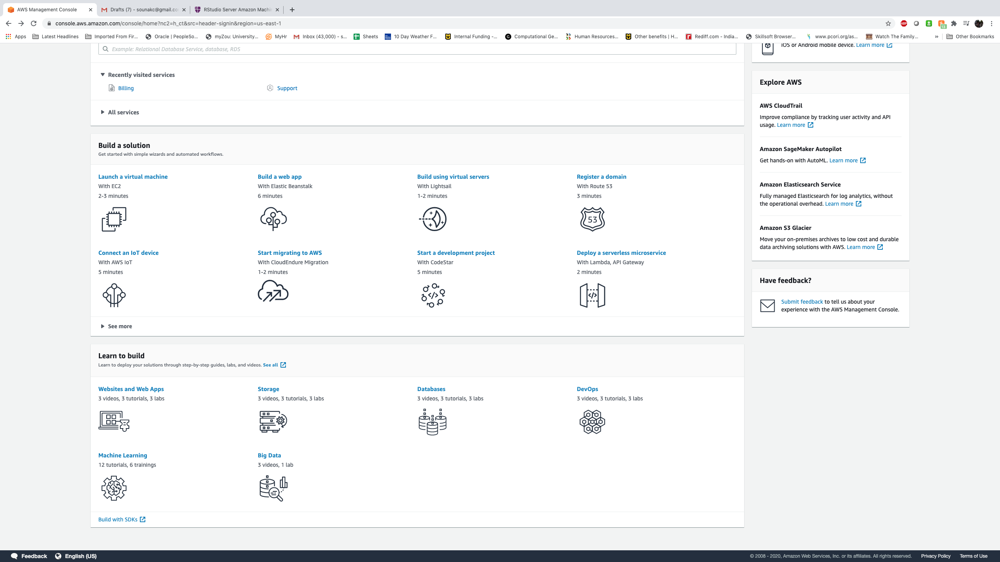 AWS Management Console
Drafts (7) - sounakc@gmail.co
RStudio Server Amazon Machi
console.aws.amazon.com/console/home?nc2=h_ct&src=header-signin&region=us-east-1
ABP
13
Apps
Latest Headlines
Imported From Fir...
Oracle | PeopleSo...
myZou: University...
MyHr
Inbox (43,000) - s...
Sheets
10 Day Weather F...
Internal Funding -...
Computational Ge...
Human Resources...
Other benefits | H...
Rediff.com - India...
Skillsoft Browser...
www.pcori.org/as...
Watch The Family...
»
Other Bookmarks
Example: Relational Database Service, database, RDS
Recently visited services
Billing
Support
All services
Build a solution
Get started with simple wizards and automated workflows.
Launch a virtual machine
With EC2
2-3 minutes
Build a web app
With Elastic Beanstalk
6 minutes
Build using virtual servers
With Lightsail
1-2 minutes
Register a domain
With Route 53
3 minutes
53
Connect an IoT device
With AWS IoT
5 minutes
Start migrating to AWS
With CloudEndure Migration
1-2 minutes
Start a development project
With CodeStar
5 minutes
</>
Deploy a serverless microservice
With Lambda, API Gateway
2 minutes
</>
See more
Learn to build
Learn to deploy your solutions through step-by-step guides, labs, and videos. See all
Websites and Web Apps
3 videos, 3 tutorials, 3 labs
Storage
3 videos, 3 tutorials, 3 labs
Databases
3 videos, 3 tutorials, 3 labs
DevOps
3 videos, 3 tutorials, 3 labs
Machine Learning
12 tutorials, 6 trainings
Big Data
3 videos, 1 lab
Build with SDKs
iOS or Android mobile device. Learn more
Explore AWS
AWS CloudTrail
Improve compliance by tracking user activity and API
usage. Learn more
Amazon SageMaker Autopilot
Get hands-on with AutoML. Learn more
Amazon Elasticsearch Service
Fully managed Elasticsearch for log analytics, without
the operational overhead. Learn more
Amazon S3 Glacier
Move your on-premises archives to low cost and durable
data archiving solutions with AWS. Learn more
Have feedback?
Submit feedback to tell us about your
experience with the AWS Management Console.
Feedback
English (US)
© 2008 - 2020, Amazon Web Services, Inc. or its affiliates. All rights reserved.
Privacy Policy
Terms of Use